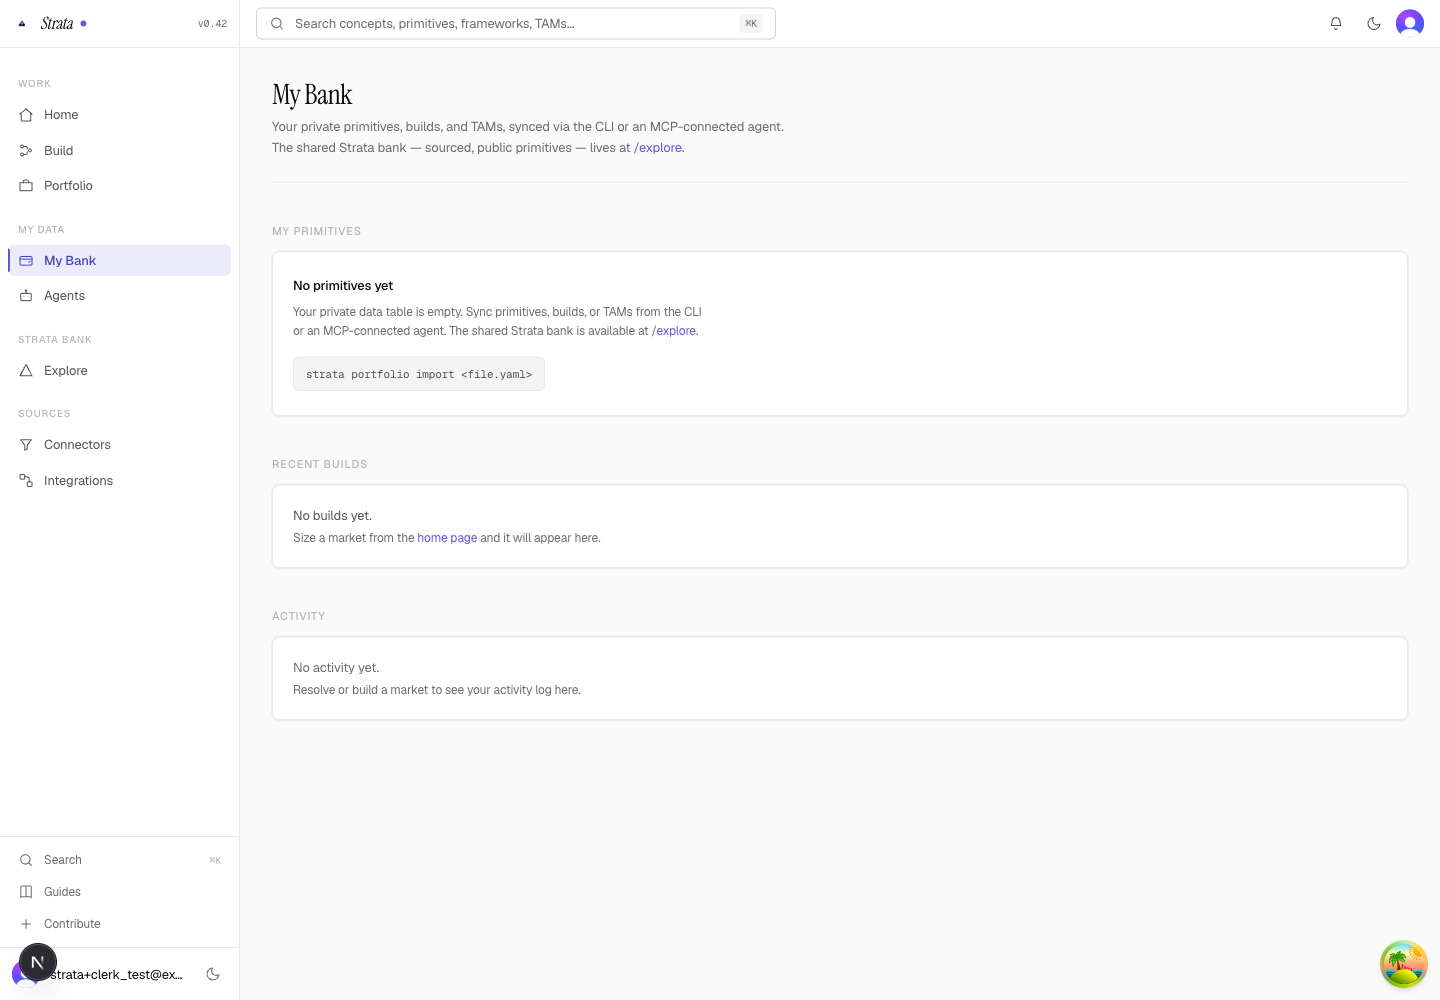 Strata
v0.42
Search concepts, primitives, frameworks, TAMs...
⌘K
WORK
Home
Build
Portfolio
MY DATA
My Bank
Agents
STRATA BANK
Explore
SOURCES
Connectors
Integrations
Search
⌘K
Guides
Contribute
N
strata+clerk_test@ex...
My Bank
Your private primitives, builds, and TAMs, synced via the CLI or an MCP-connected agent.
The shared Strata bank — sourced, public primitives — lives at /explore.
MY PRIMITIVES
No primitives yet
Your private data table is empty. Sync primitives, builds, or TAMs from the CLI
or an MCP-connected agent. The shared Strata bank is available at /explore.
strata portfolio import <file.yaml>
RECENT BUILDS
No builds yet.
Size a market from the home page and it will appear here.
ACTIVITY
No activity yet.
Resolve or build a market to see your activity log here.